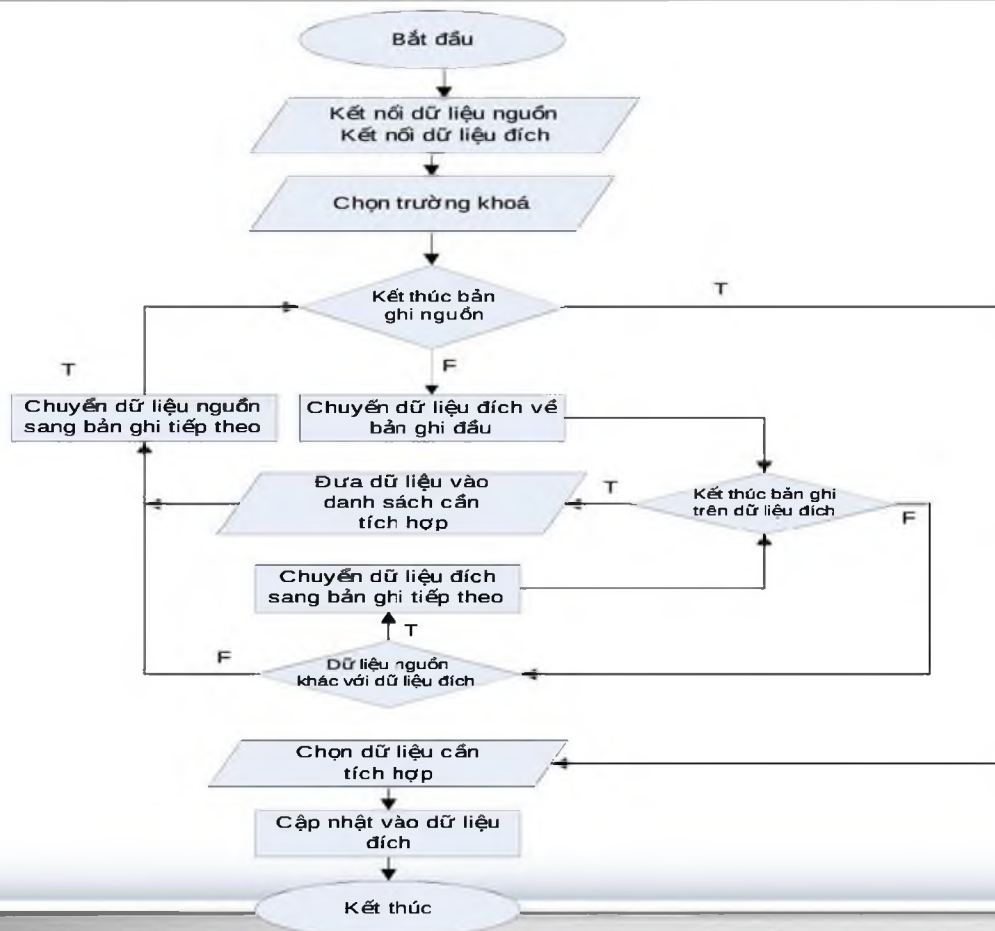 Bắt đầu
Kết nối dữ liệu nguồn
Kết nối dữ liệu đích
Chọn trường khoá
Kết thúc bản
ghi nguồn
T
F
T
Chuyển dữ liệu nguồn
sang bản ghi tiếp theo
Chuyến dữ liệu đích về
bản ghi đầu
Đưa dữ liệu vào
danh sách cần
tích hợp
T
Kết thúc bản ghi
trên dữ liệu đích
F
Chuyển dữ liệu đích
sang bản ghi tiếp theo
T
F
Dữ liệu nguồn
khác với dữ liệu đích
Chọn dữ liệu cần
tích hợp
Cập nhật vào dữ liệu
đích
Kết thúc